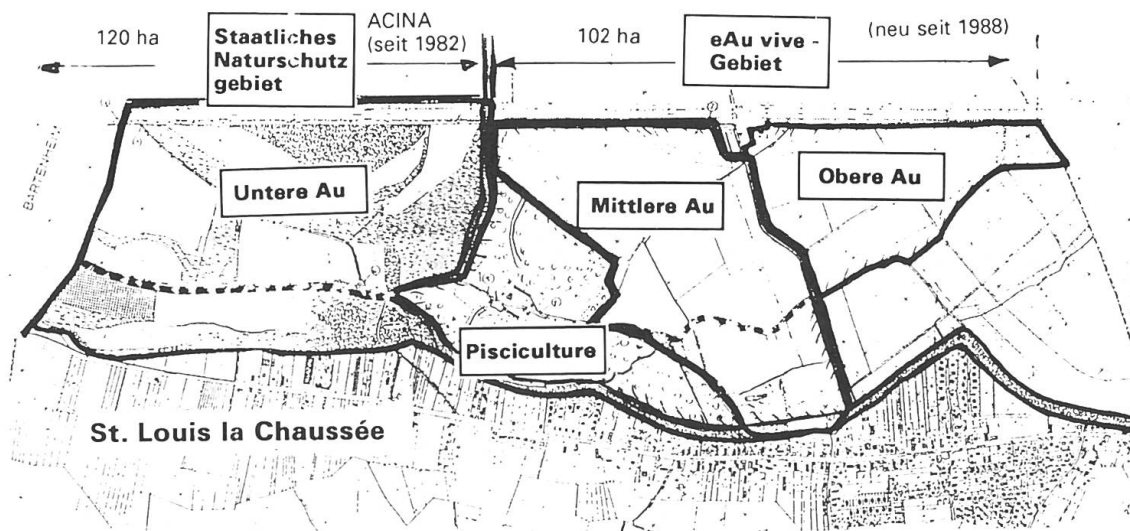 120 ha
Staatliches
Naturschutz
gebiet
ACINA
(seit 1982)
102 ha
eAu vive -
Gebiet
(neu seit 1988)
BARTENHEIM
Untere Au
Mittlere Au
Obere Au
Pisciculture
St. Louis la Chaussée